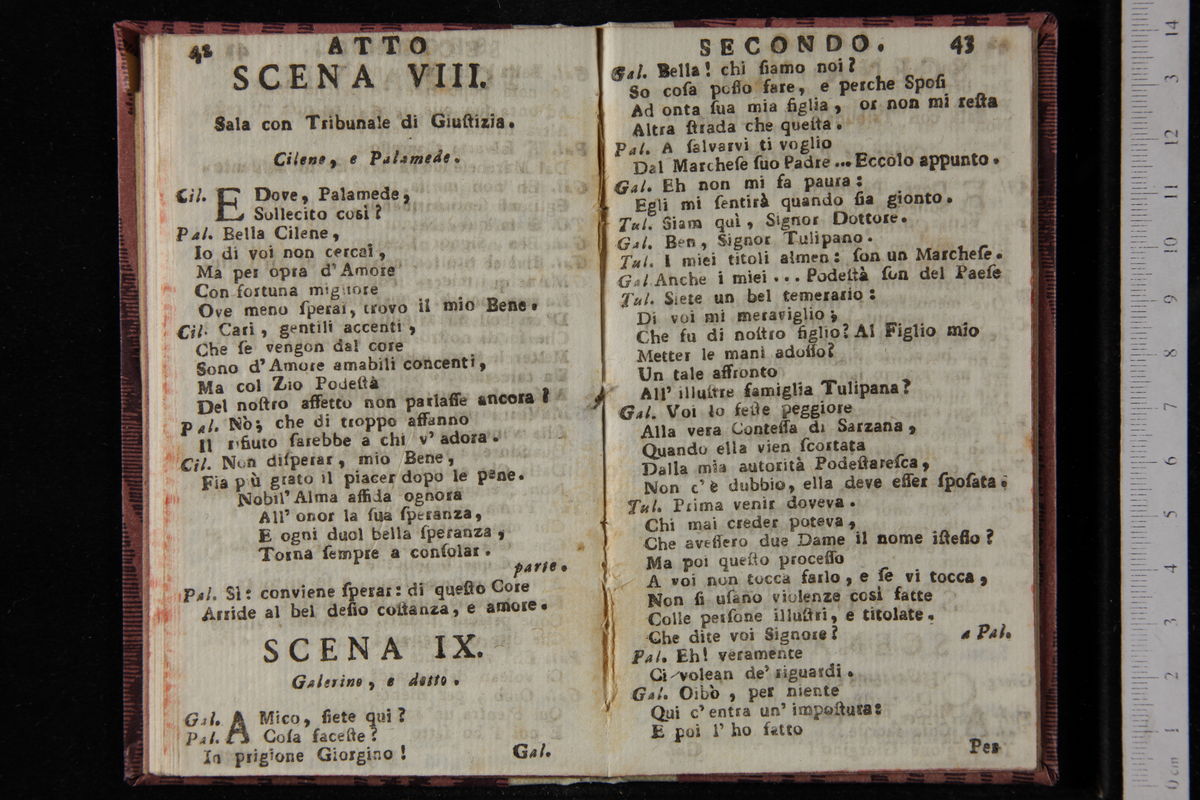 42 ATTO
SCENA VIII.
Sala con Tribunale di Giuſtizia.
Cilene, e Palamede.
Cil. E Dove, Palamede,
Sollecito così?
Pal. Bella Cilene,
Io di voi non cercai,
Ma per opra d' Amore
Con fortuna migliore
Ove meno ſperai, trovo il mio Bene.
Cil. Cari, gentili accenti,
Che ſe vengon dal core
Sono d' Amore amabili concenti,
Ma col Zio Podeſtà
Del noſtro affetto non parlaſſe ancora?
Pal. Nò; che di troppo affanno
Il rifiuto ſarebbe a chi v' adora.
Cil. Non diſperar, mio Bene,
Fia più grato il piacer dopo le pene.
Nobil' Alma affida ognora
All' onor la ſua ſperanza,
E ogni duol bella ſperanza,
Torna ſempre a conſolar.
parte.
Pal. Sì: conviene ſperar: di queſto Core
Arride al bel deſio coſtanza, e amore.
SCENA IX.
Galerino, e detto.
Gal. A Mico, ſiete qui?
Pal. Coſa faceſte?
In prigione Giorgino!
Gal.
SECONDO. 43
Gal. Bella! chi ſiamo noi?
So coſa poſſo fare, e perche Spoſi
Ad onta ſua mia figlia, or non mi reſta
Altra ſtrada che queſta.
Pal. A ſalvarvi ti voglio
Dal Marcheſe ſuo Padre ... Eccolo appunto.
Gal. Eh non mi fa paura:
Egli mi ſentirà quando ſia gionto.
Tul. Siam quì, Signor Dottore.
Gal. Ben, Signor Tulipano.
Tul. I miei titoli almen: ſon un Marcheſe.
Gal Anche i miei ... Podeſtà ſon del Paeſe
Tul. Siete un bel temerario:
Di voi mi meraviglio;
Che fu di noſtro figlio? Al Figlio mio
Metter le mani adoſſo?
Un tale affronto
All' illuſtre famiglia Tulipana?
Gal. Voi lo feſte peggiore
Alla vera Conteſſa di Sarzana,
Quando ella vien ſcortata
Dalla mia autorità Podeſtareſca,
Non c' è dubbio, ella deve eſſer ſpoſata.
Tul. Prima venir doveva.
Chi mai creder poteva,
Che aveſſero due Dame il nome iſteſſo?
Ma poi queſto proceſſo
A voi non tocca farlo, e ſe vi tocca,
Non ſi uſano violenze così fatte
Colle perſone illuſtri, e titolate.
Che dite voi Signore? a Pal.
Pal. Eh! veramente
Ci volean de' riguardi.
Gal. Oibò, per niente
Qui c' entra un' impoſtura:
E poi l' ho fatto
Per